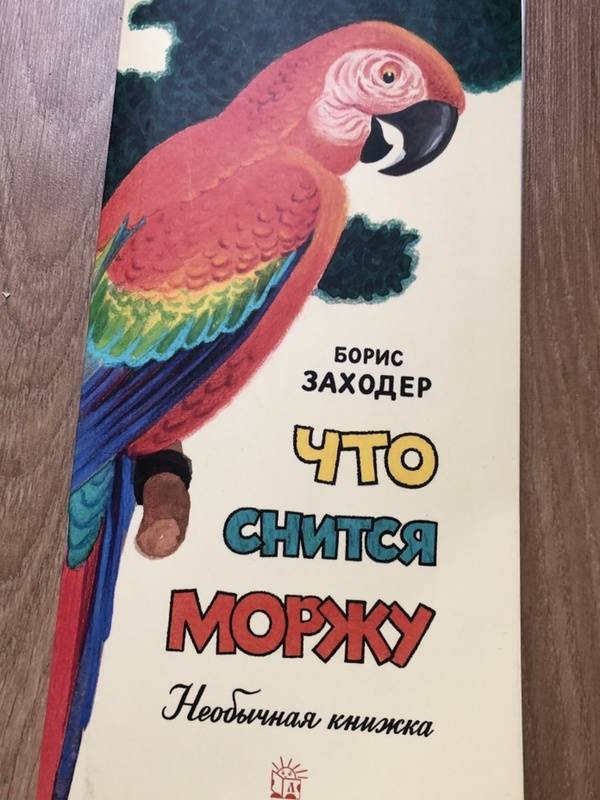 БОРИС
ЗАХОДЕР
ЧТО
СНИТСЯ
МОРЖУ
Необычная книжка